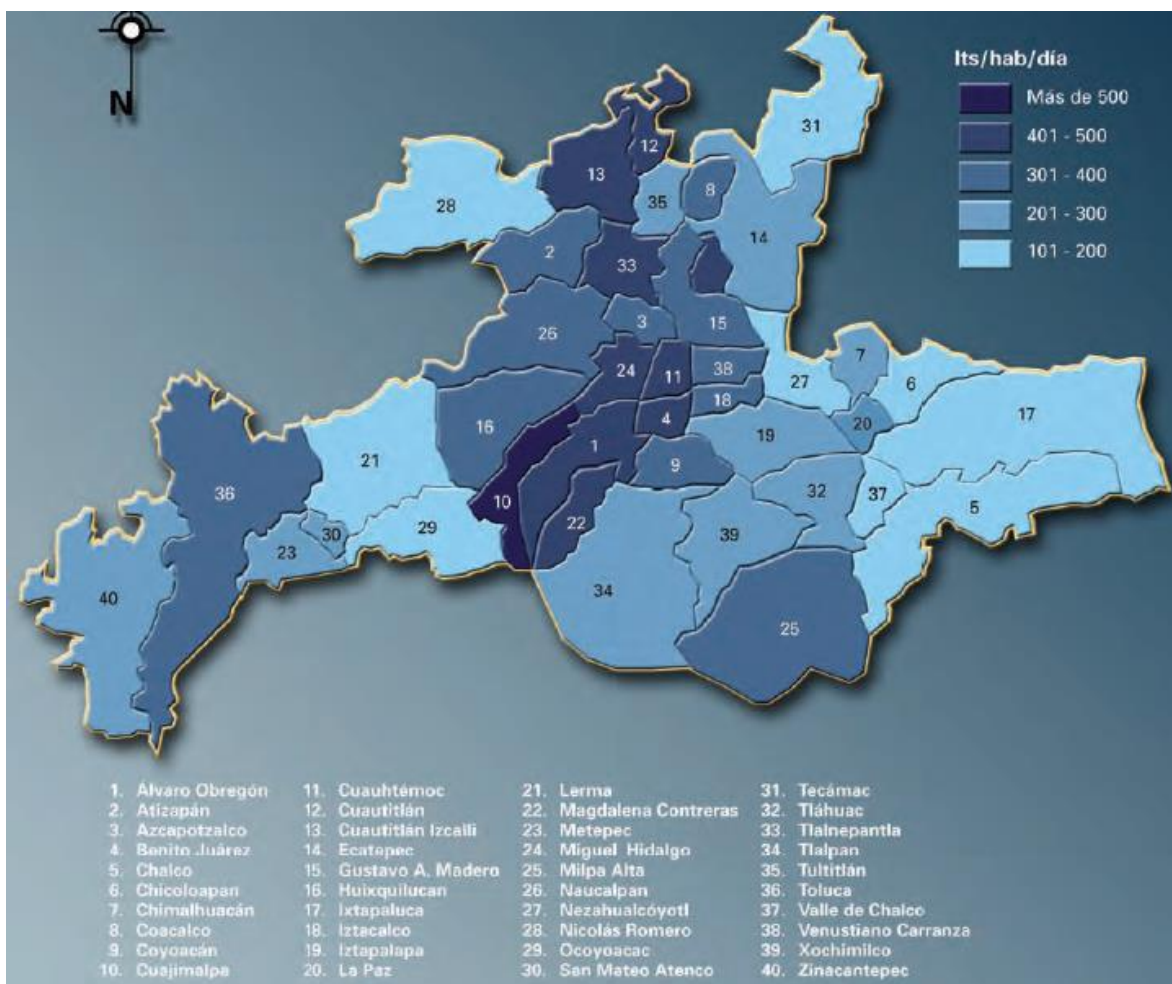 N
lts/hab/día
Más de 500
401 - 500
301 - 400
201 - 300
101 - 200
31
12
13
8
35
28
14
2
33
3
15
26
7
24
11
38
27
6
17
18
16
4
20
1
19
21
9
36
37
32
10
5
22
29
30
39
23
34
40
25
1. Álvaro Obregón
2. Atizapán
3. Azcapotzalco
4. Benito Juárez
5. Chalco
6. Chicoloapan
7. Chimalhuacán
8. Coacalco
9. Coyoacán
10. Cuajimalpa
11. Cuauhtémoc
12. Cuautitlán
13. Cuautitlán Izcalli
14. Ecatepec
15. Gustavo A. Madero
16. Huixquilucan
17. Ixtapaluca
18. Iztacalco
19. Iztapalapa
20. La Paz
21. Lerma
22. Magdalena Contreras
23. Metepec
24. Miguel Hidalgo
25. Milpa Alta
26. Naucalpan
27. Nezahualcóyotl
28. Nicolás Romero
29. Ocoyoacac
30. San Mateo Atenco
31. Tecámac
32. Tláhuac
33. Tlalnepantla
34. Tlalpan
35. Tultitlán
36. Toluca
37. Valle de Chalco
38. Venustiano Carranza
39. Xochimilco
40. Zinacantepec